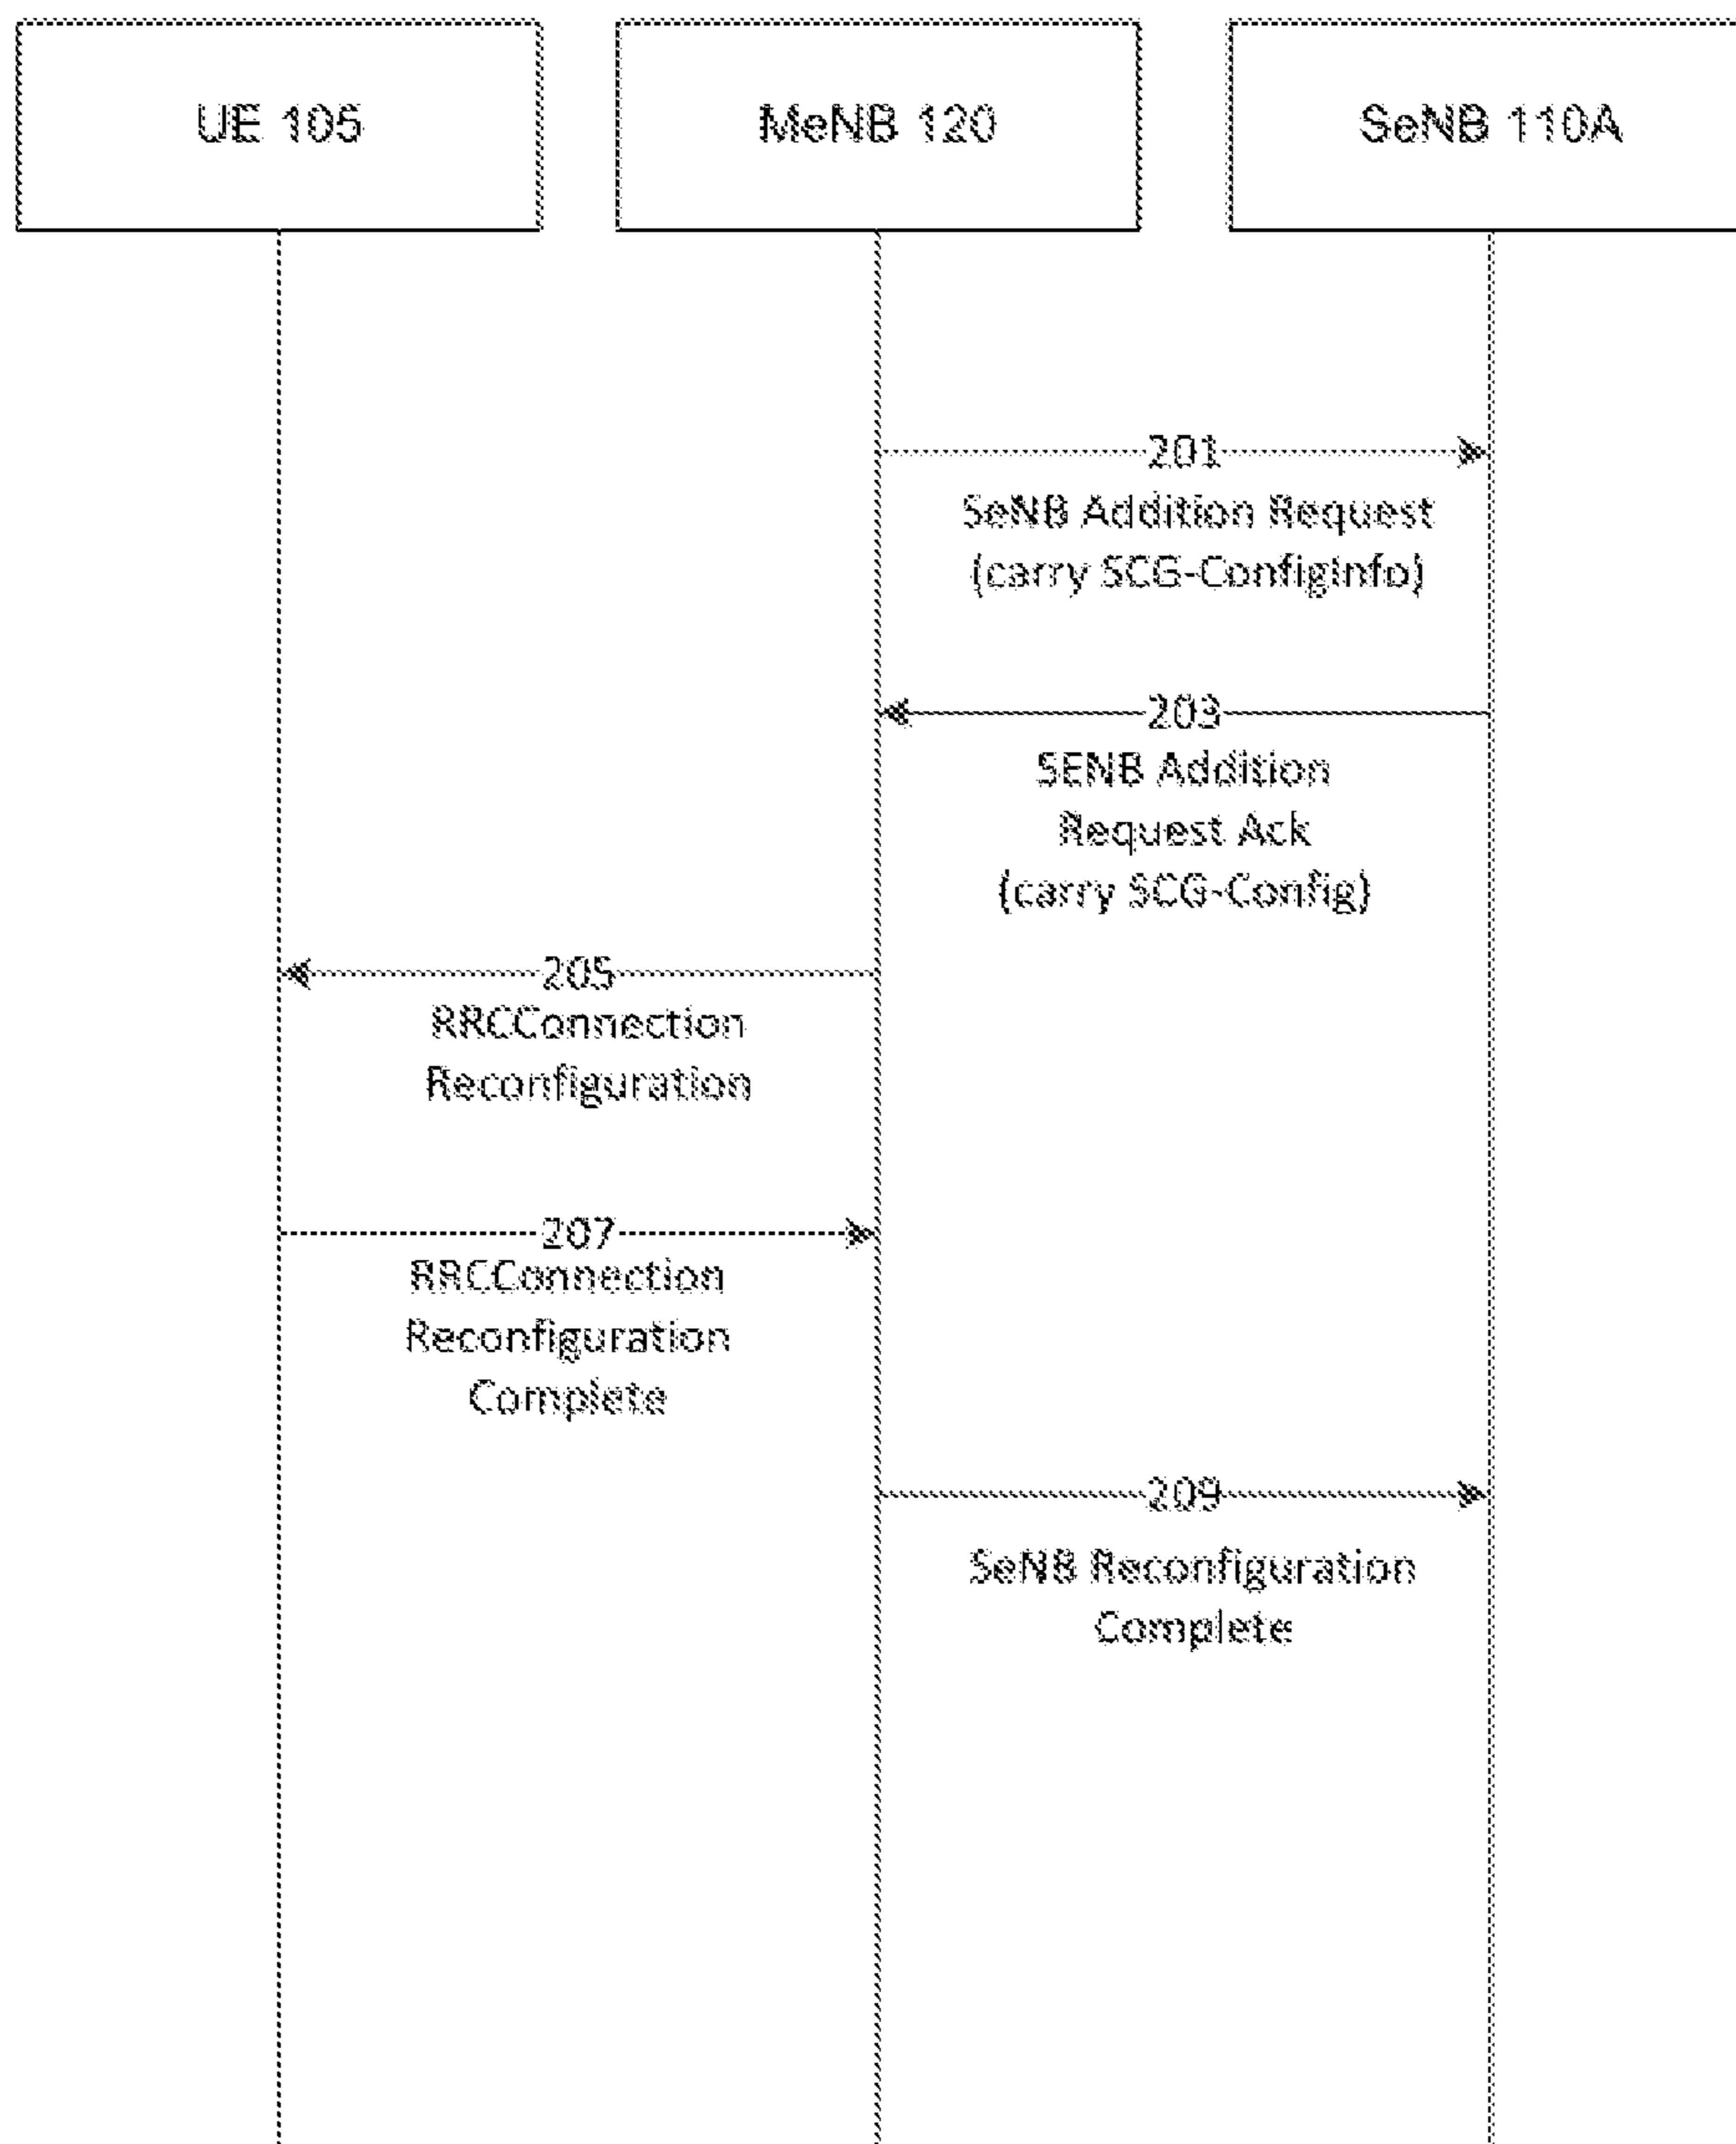 UE 105
MeNB 120
SeNB 110A
201
SeNB Addition Request
(carry SCG-ConfigInfo)
203
SENB Addition
Request Ack
(carry SCG-Config)
205
RRCConnection
Reconfiguration
207
RRCConnection
Reconfiguration
Complete
209
SeNB Reconfiguration
Complete